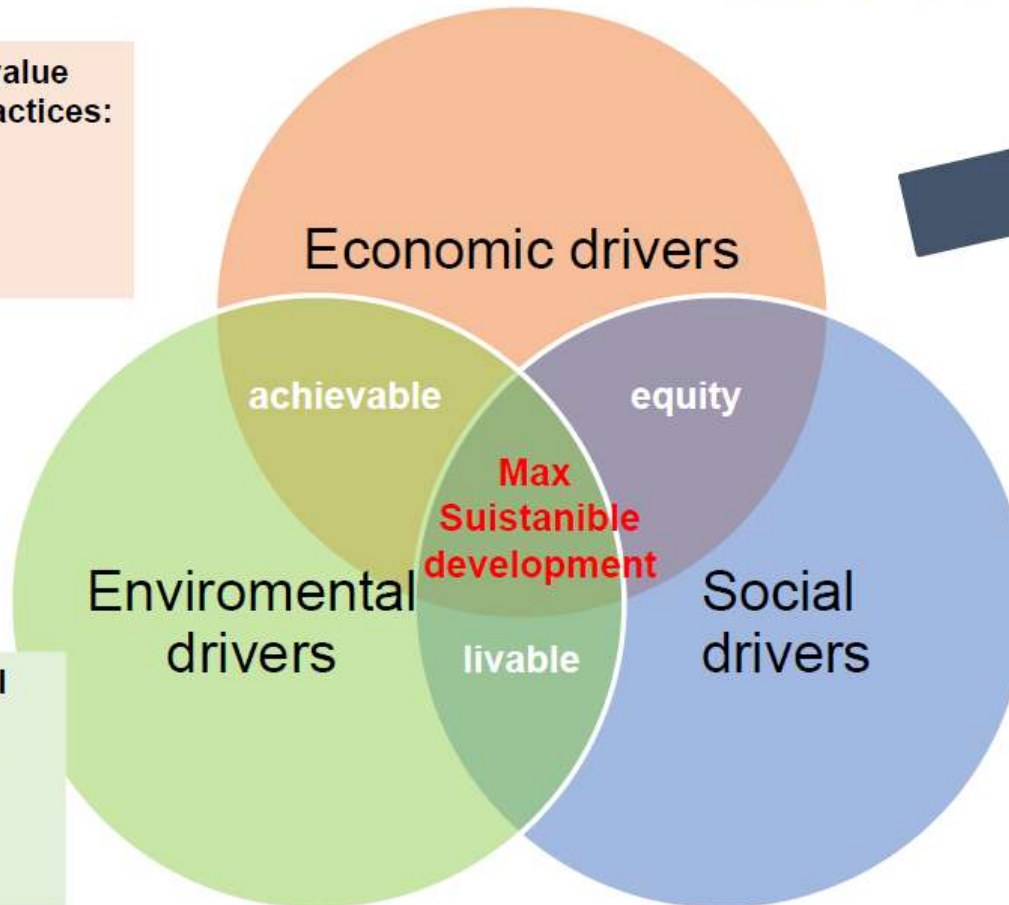 value
actices:
Economic drivers
achievable
equity
Max
Suistanible
development
Enviromental
drivers
Social
drivers
livable